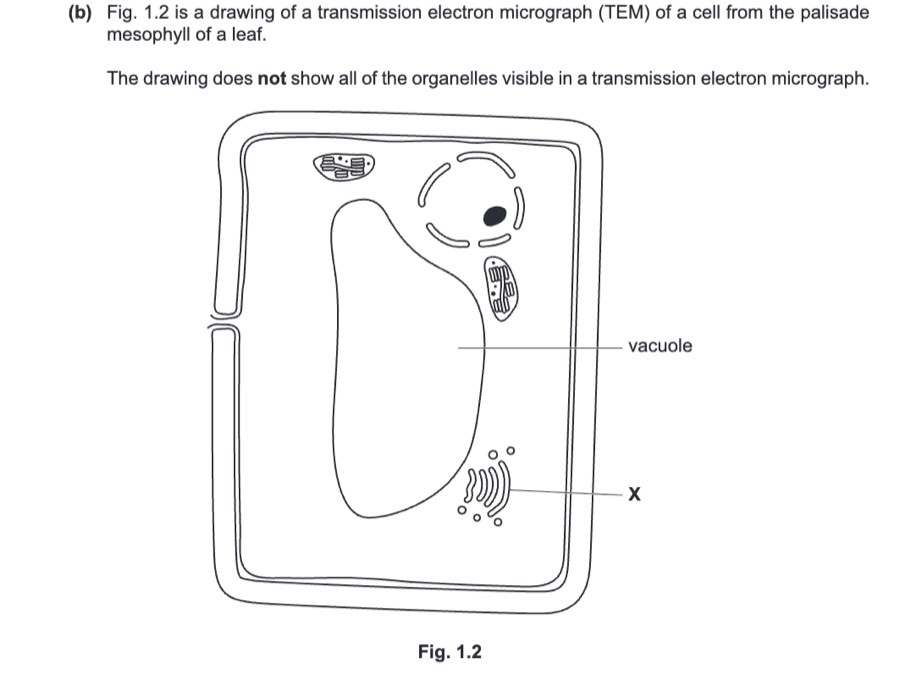 (b) Fig. 1.2 is a drawing of a transmission electron micrograph (TEM) of a cell from the palisade
mesophyll of a leaf.
The drawing does not show all of the organelles visible in a transmission electron micrograph.
vacuole
X
Fig. 1.2